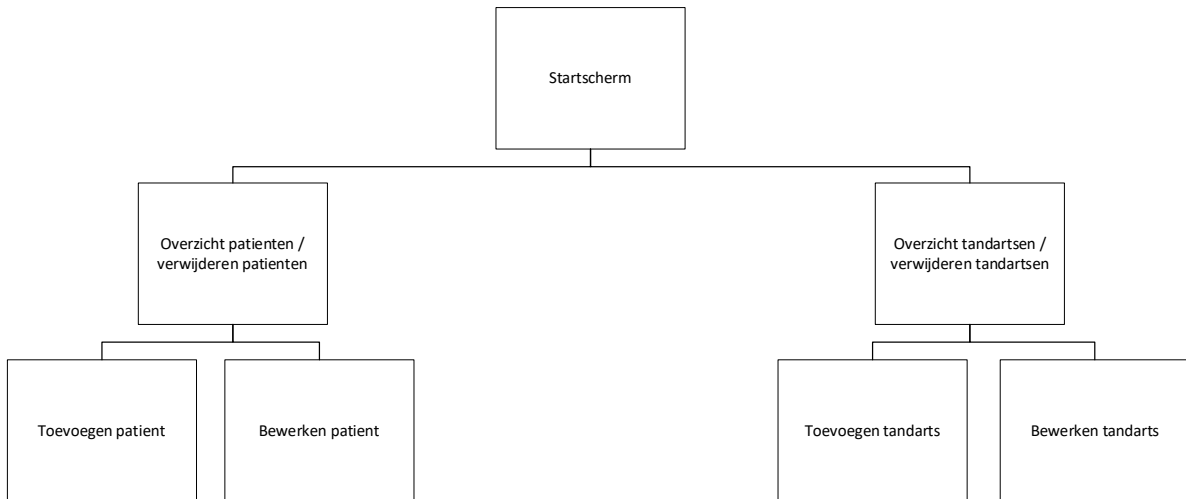 Startscherm
Overzicht patienten /
verwijderen patienten
Overzicht tandartsen /
verwijderen tandartsen
Toevoegen patient
Bewerken patient
Toevoegen tandarts
Bewerken tandarts